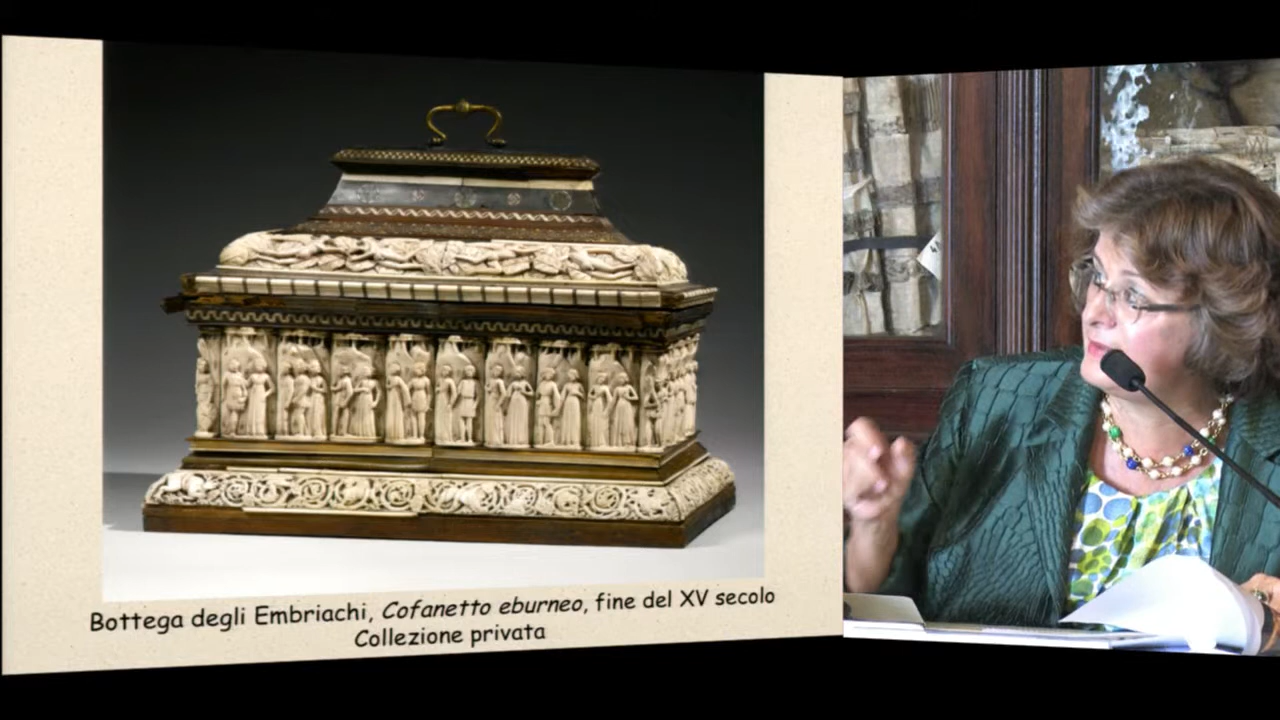 Bottega degli Embriachi, Cofanetto eburneo, fine del XV secolo
Collezione privata